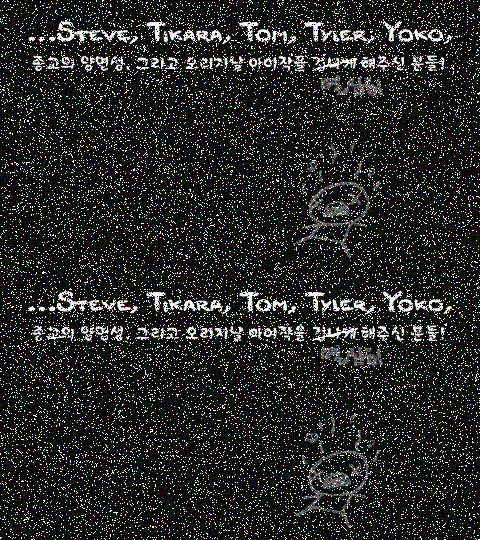 ...STEVE, TIKARA, TOM, TYLER, YOKO,
종교의 양면성, 그리고 오리지날 아이작을 겁나게 해주신 분들!
...STEVE, TIKARA, TOM, TYLER, YOKO,
종교의 양면성, 그리고 오리지날 아이작을 겁나게 해주신 분들!